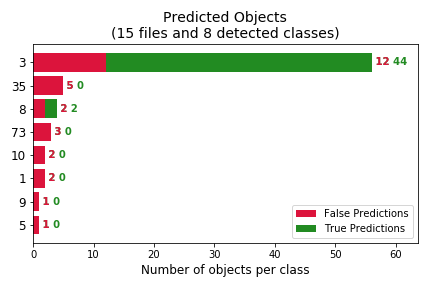 Predicted Objects
(15 files and 8 detected classes)
3 12 44
35 5 0
8 2 2
73 3 0
10 2 0
1 2 0
9 1 0
5 1 0
False Predictions
True Predictions
0 10 20 30 40 50 60
Number of objects per class